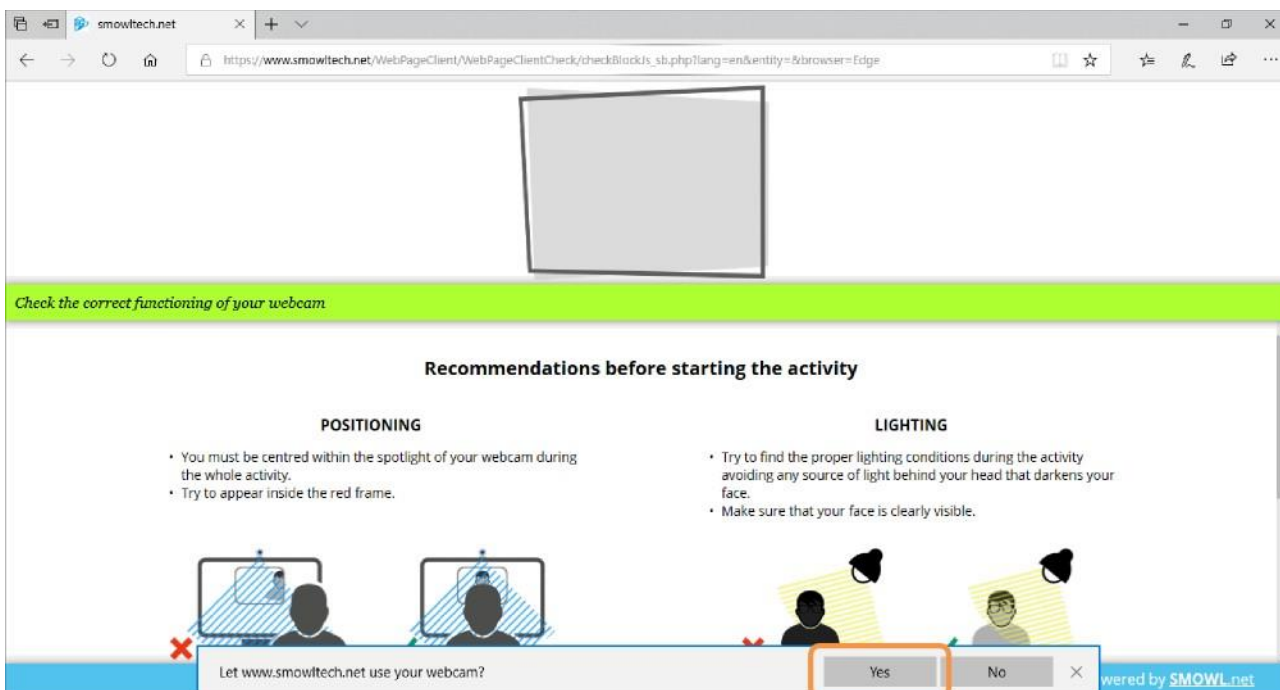 smowltech.net
https://www.smowltech.net/WebPageClient/WebPageClientCheck/checkBlockJs_sb.php?lang=en&entity=&browser=Edge
Check the correct functioning of your webcam
Recommendations before starting the activity
POSITIONING
• You must be centred within the spotlight of your webcam during
the whole activity.
• Try to appear inside the red frame.
LIGHTING
• Try to find the proper lighting conditions during the activity
avoiding any source of light behind your head that darkens your
face.
• Make sure that your face is clearly visible.
Let www.smowltech.net use your webcam?
Yes
No
wered by SMOWL.net